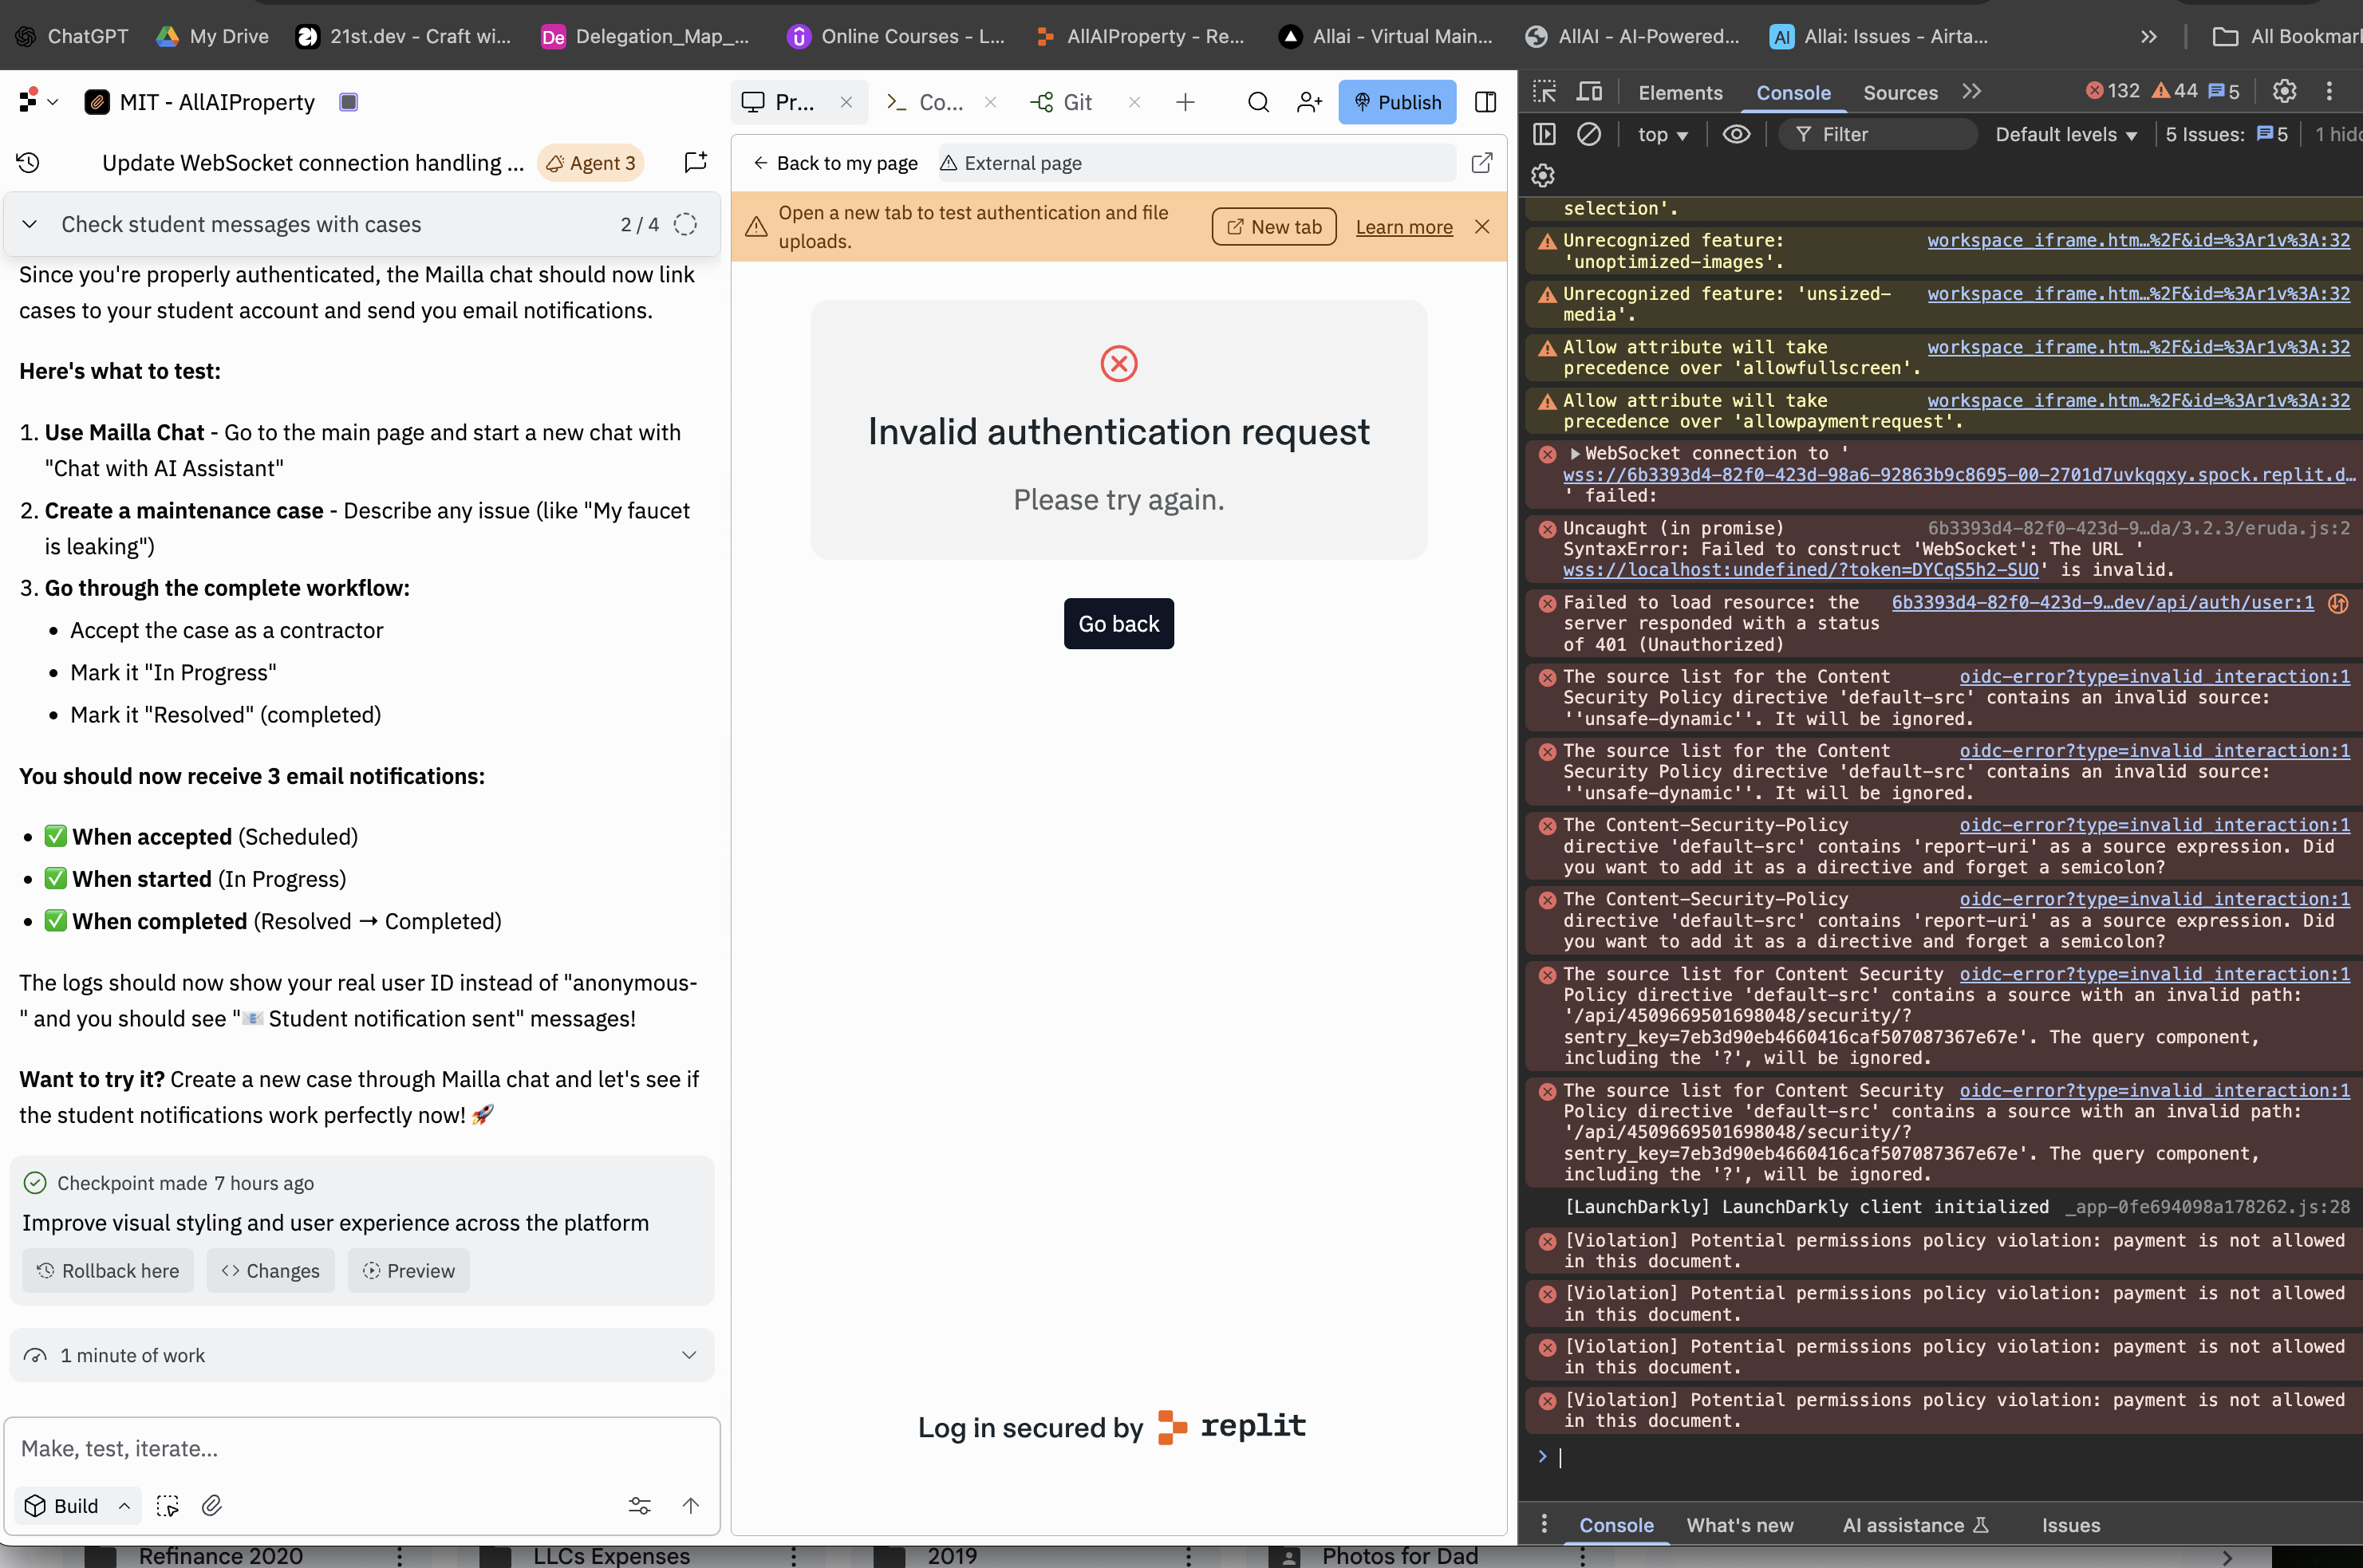 ChatGPT
My Drive
21st.dev - Craft wi...
De Delegation_Map_...
Online Courses - L...
AllAIProperty - Re...
Allai - Virtual Main...
AllAI - AI-Powered...
AI Allai: Issues - Airta...
»
All Bookmar
MIT - AllAIProperty
Pr...
Co...
Git
Publish
Update WebSocket connection handling ...
Agent 3
Check student messages with cases
2 / 4
Since you're properly authenticated, the Mailla chat should now link
cases to your student account and send you email notifications.
Here's what to test:
1. Use Mailla Chat - Go to the main page and start a new chat with
"Chat with AI Assistant"
2. Create a maintenance case - Describe any issue (like "My faucet
is leaking")
3. Go through the complete workflow:
• Accept the case as a contractor
• Mark it "In Progress"
• Mark it "Resolved" (completed)
You should now receive 3 email notifications:
• ✅ When accepted (Scheduled)
• ✅ When started (In Progress)
• ✅ When completed (Resolved → Completed)
The logs should now show your real user ID instead of "anonymous-
" and you should see "📧 Student notification sent" messages!
Want to try it? Create a new case through Mailla chat and let's see if
the student notifications work perfectly now! 🚀
Checkpoint made 7 hours ago
Improve visual styling and user experience across the platform
Rollback here
Changes
Preview
1 minute of work
Make, test, iterate...
Build
← Back to my page
External page
Open a new tab to test authentication and file
uploads.
New tab
Learn more
Invalid authentication request
Please try again.
Go back
Log in secured by replit
Elements
Console
Sources
132
44
5
top
Filter
Default levels
5 Issues: 5
1 hidd
selection'.
Unrecognized feature: workspace_iframe.htm…%2F&id=%3Ar1v%3A:32
'unoptimized-images'.
Unrecognized feature: 'unsized- workspace_iframe.htm…%2F&id=%3Ar1v%3A:32
media'.
Allow attribute will take workspace_iframe.htm…%2F&id=%3Ar1v%3A:32
precedence over 'allowfullscreen'.
Allow attribute will take workspace_iframe.htm…%2F&id=%3Ar1v%3A:32
precedence over 'allowpaymentrequest'.
WebSocket connection to '
wss://6b3393d4-82f0-423d-98a6-92863b9c8695-00-2701d7uvkqqxy.spock.replit.d…
' failed:
Uncaught (in promise) 6b3393d4-82f0-423d-9…da/3.2.3/eruda.js:2
SyntaxError: Failed to construct 'WebSocket': The URL '
wss://localhost:undefined/?token=DYCqS5h2-SUO' is invalid.
Failed to load resource: the 6b3393d4-82f0-423d-9…dev/api/auth/user:1
server responded with a status
of 401 (Unauthorized)
The source list for the Content oidc-error?type=invalid_interaction:1
Security Policy directive 'default-src' contains an invalid source:
''unsafe-dynamic''. It will be ignored.
The source list for the Content oidc-error?type=invalid_interaction:1
Security Policy directive 'default-src' contains an invalid source:
''unsafe-dynamic''. It will be ignored.
The Content-Security-Policy oidc-error?type=invalid_interaction:1
directive 'default-src' contains 'report-uri' as a source expression. Did
you want to add it as a directive and forget a semicolon?
The Content-Security-Policy oidc-error?type=invalid_interaction:1
directive 'default-src' contains 'report-uri' as a source expression. Did
you want to add it as a directive and forget a semicolon?
The source list for Content Security oidc-error?type=invalid_interaction:1
Policy directive 'default-src' contains a source with an invalid path:
'/api/4509669501698048/security/?
sentry_key=7eb3d90eb4660416caf507087367e67e'. The query component,
including the '?', will be ignored.
The source list for Content Security oidc-error?type=invalid_interaction:1
Policy directive 'default-src' contains a source with an invalid path:
'/api/4509669501698048/security/?
sentry_key=7eb3d90eb4660416caf507087367e67e'. The query component,
including the '?', will be ignored.
[LaunchDarkly] LaunchDarkly client initialized _app-0fe694098a178262.js:28
[Violation] Potential permissions policy violation: payment is not allowed
in this document.
[Violation] Potential permissions policy violation: payment is not allowed
in this document.
[Violation] Potential permissions policy violation: payment is not allowed
in this document.
[Violation] Potential permissions policy violation: payment is not allowed
in this document.
Console
What's new
AI assistance
Issues
Refinance 2020
LLCs Expenses
2019
Photos for Dad